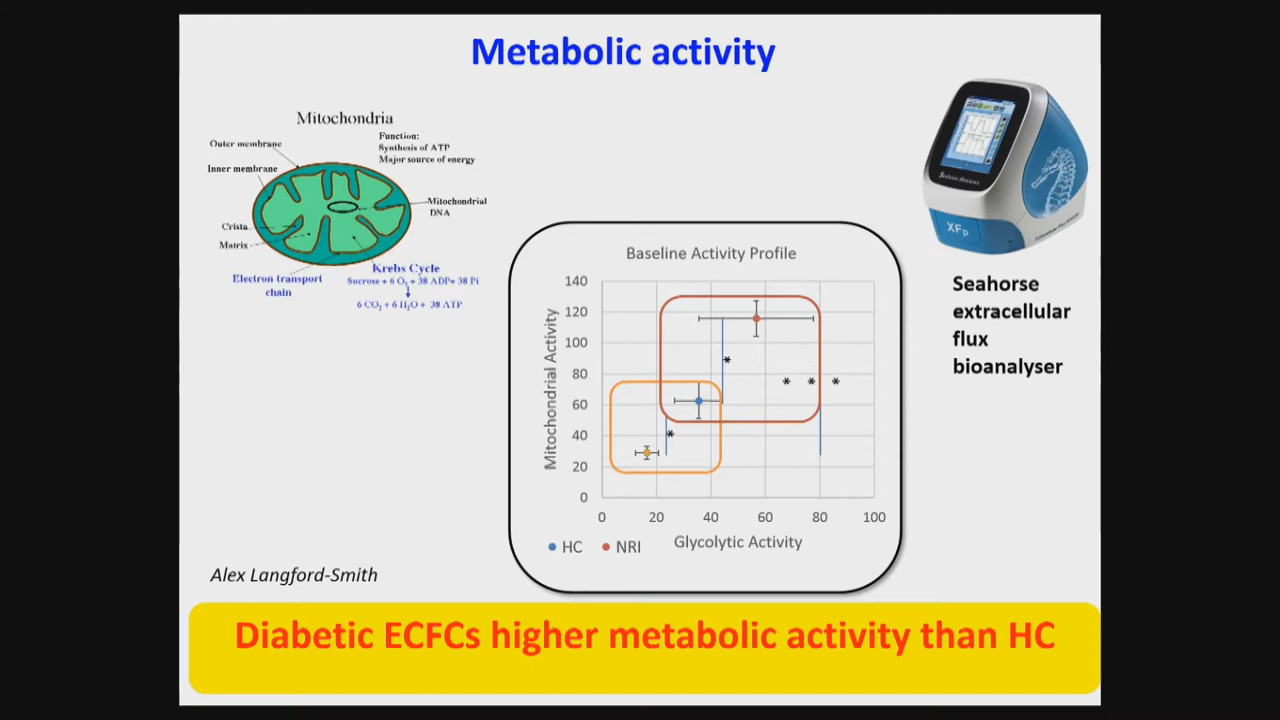 Metabolic activity
Mitochondria
Function:
Synthesis of ATP
Major source of energy
Outer membrane
Inner membrane
Mitochondrial
DNA
Crista
Matrix
Electron transport
chain
Krebs Cycle
Sucrose + 6 O₂ + 38 ADP+ 38 Pi
6 CO₂ + 6 H₂O + 38 ATP
XFp
Seahorse
extracellular
flux
bioanalyser
Baseline Activity Profile
Mitochondrial Activity
140
120
100
80
60
40
20
0
* 
* * *
*
0 20 40 60 80 100
Glycolytic Activity
HC NRI
Alex Langford-Smith
Diabetic ECFCs higher metabolic activity than HC